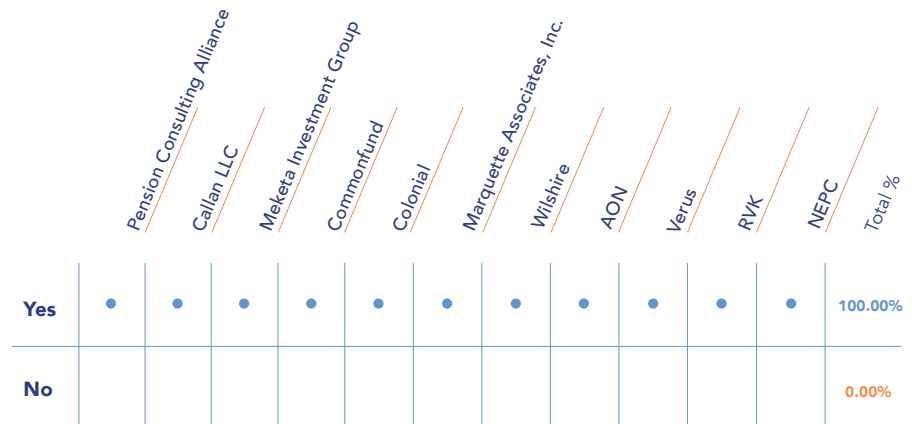 Pension Consulting Alliance
Callan LLC
Meketa Investment Group
Commonfund
Colonial
Marquette Associates, Inc.
Wilshire
AON
Verus
RVK
NEPC
Total %
Yes 100.00%
No 0.00%